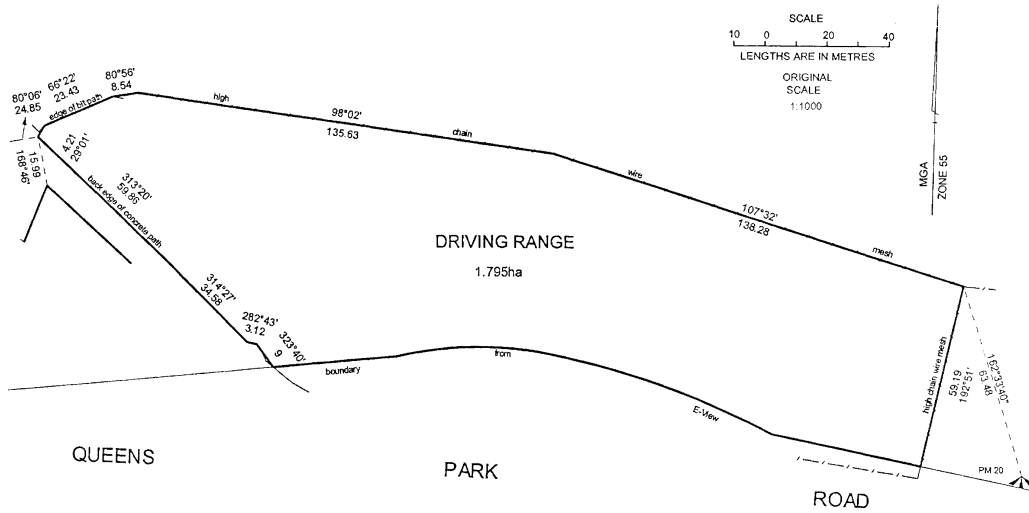 SCALE
10 0 20 40
LENGTHS ARE IN METRES
ORIGINAL
SCALE
1:1000
MGA
ZONE 55
80°06'
24.85
66°22'
23.43
edge of bit path
80°56'
8.54
high
98°02'
135.63
chain
wire
107°32'
138.28
mesh
4.21
29°01'
15.99
168°46'
313°20'
59.86
back edge of concrete path
DRIVING RANGE
1.795ha
314°27'
34.58
282°43'
3.12
323°40'
9
boundary
from
E-View
high chain wire mesh
59.19
192°51'
162°33'40"
63.48
PM 20
QUEENS
PARK
ROAD